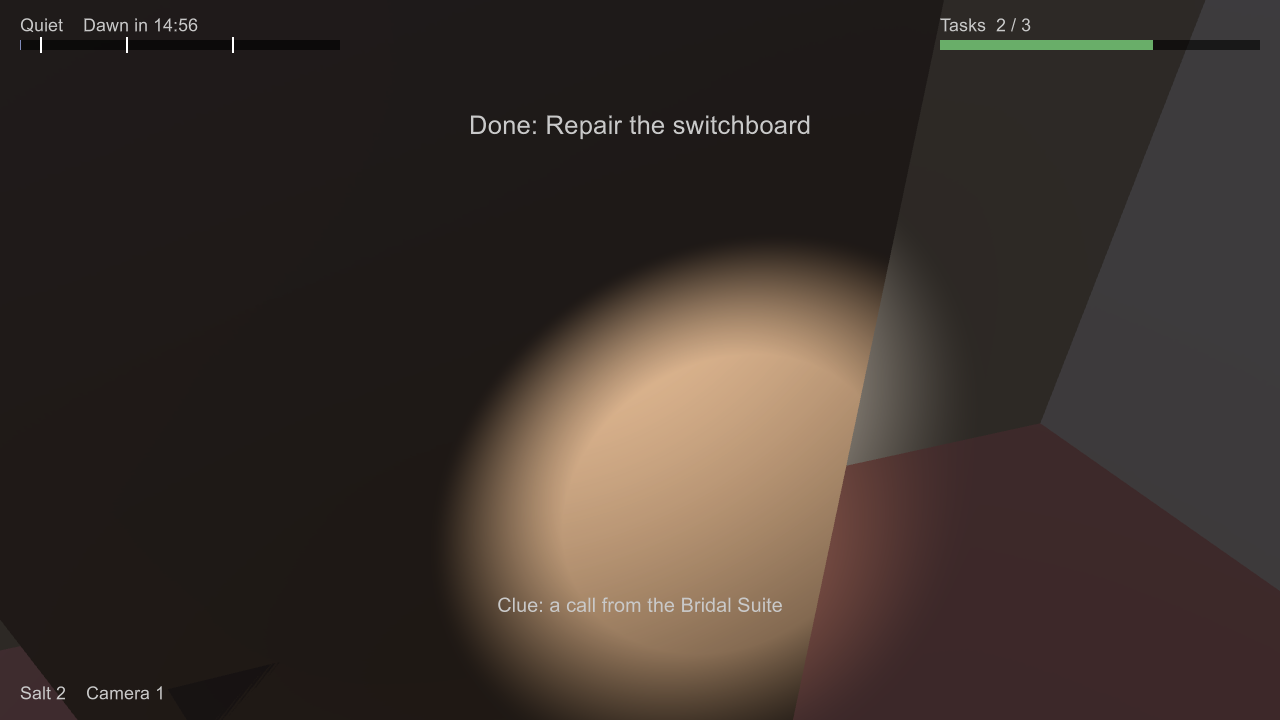 Quiet Dawn in 14:56
Tasks 2 / 3
Done: Repair the switchboard
Clue: a call from the Bridal Suite
Salt 2 Camera 1